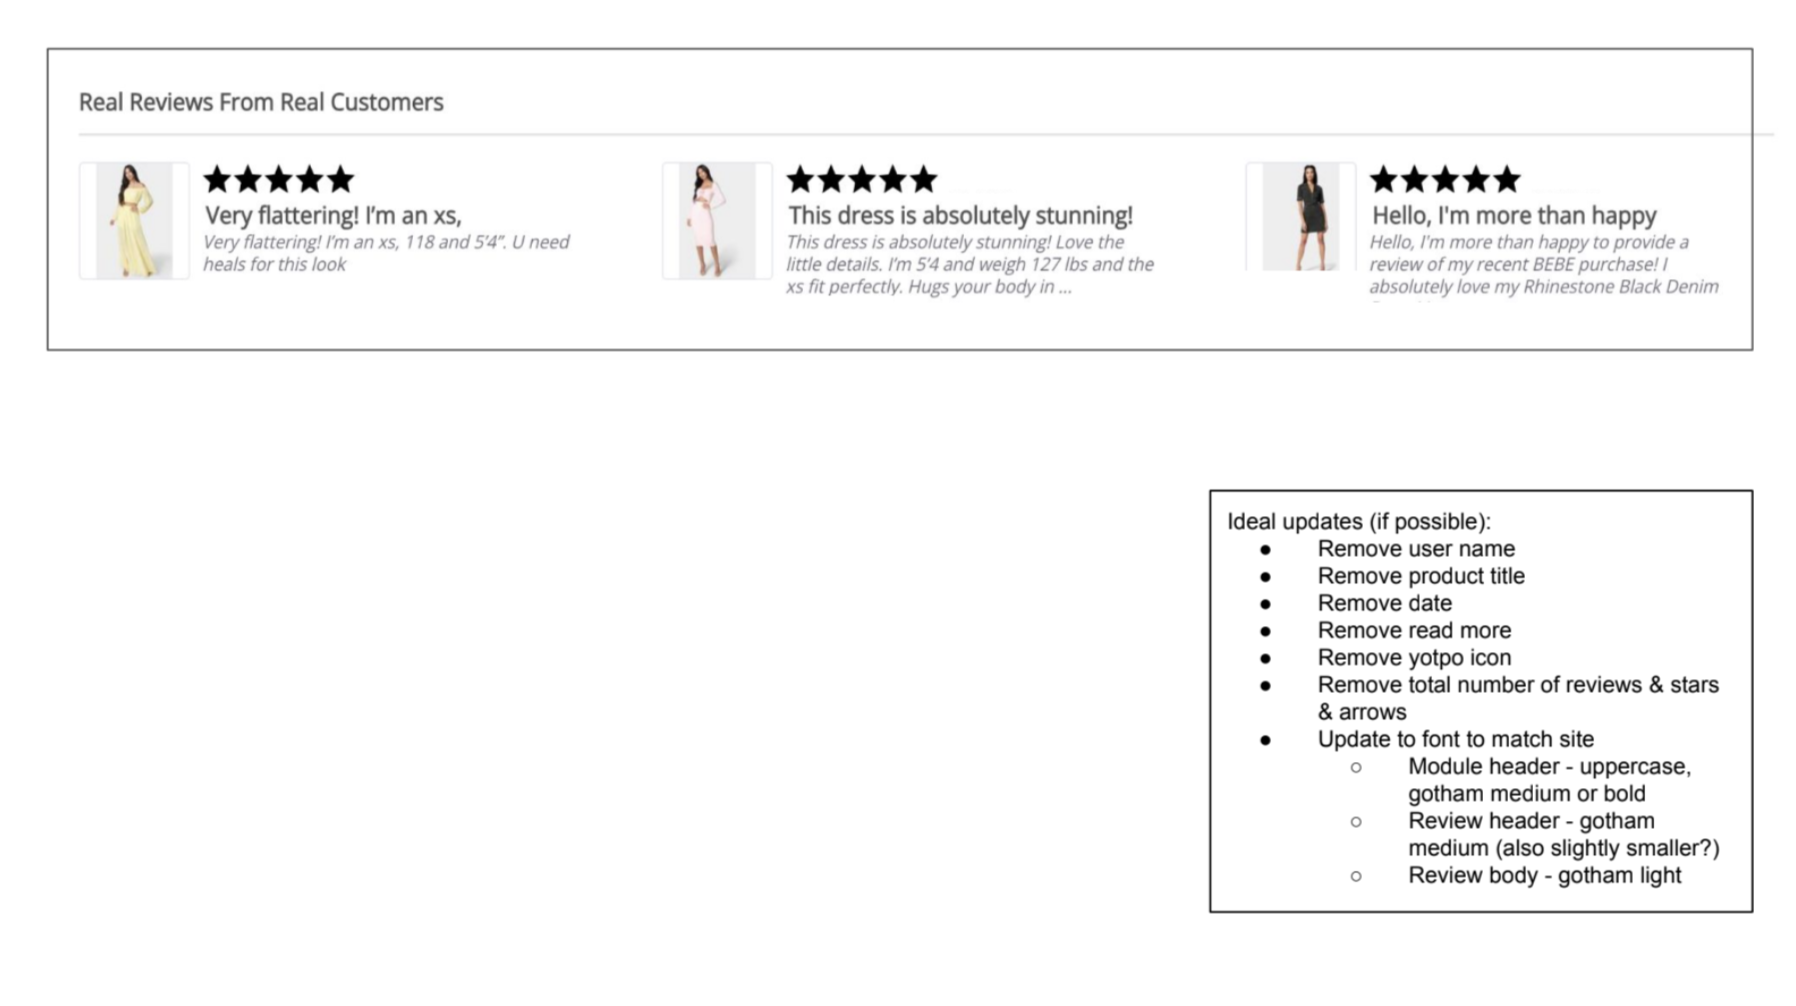 Real Reviews From Real Customers
Very flattering! I'm an xs,
Very flattering! I'm an xs, 118 and 5'4”. U need
heals for this look
This dress is absolutely stunning!
This dress is absolutely stunning! Love the
little details. I'm 5'4 and weigh 127 lbs and the
xs fit perfectly. Hugs your body in ...
Hello, I'm more than happy
Hello, I'm more than happy to provide a
review of my recent BEBE purchase! I
absolutely love my Rhinestone Black Denim
Ideal updates (if possible):
● Remove user name
● Remove product title
● Remove date
● Remove read more
● Remove yotpo icon
● Remove total number of reviews & stars
& arrows
● Update to font to match site
○ Module header - uppercase,
gotham medium or bold
○ Review header - gotham
medium (also slightly smaller?)
○ Review body - gotham light